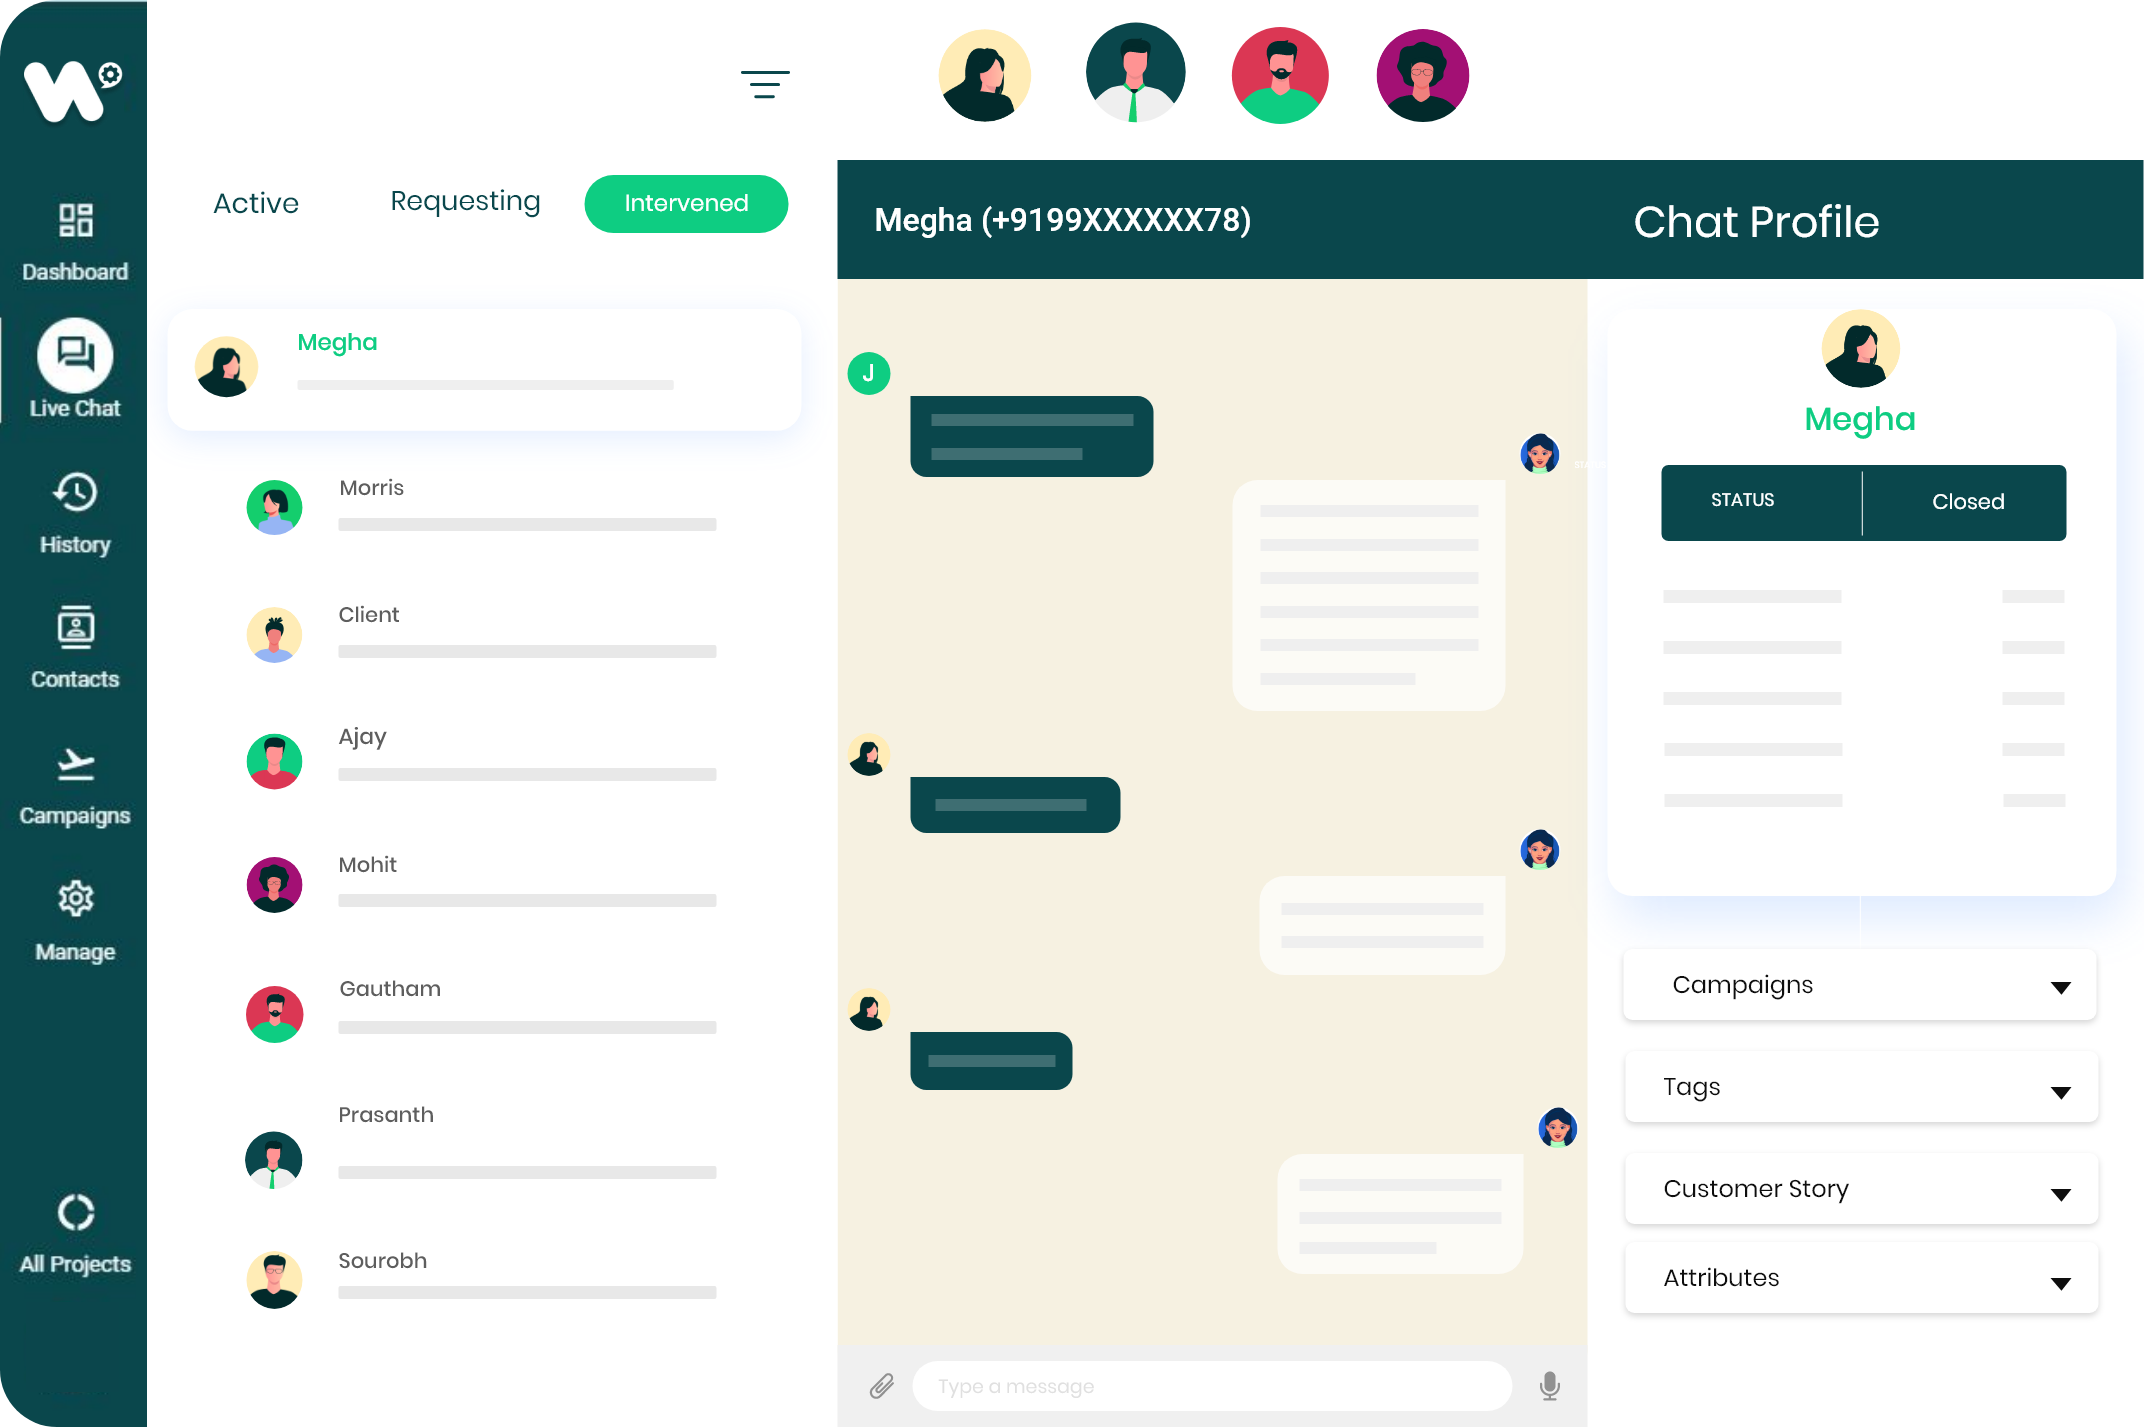 Dashboard
Live Chat
History
Contacts
Campaigns
Manage
All Projects
Active
Requesting
Intervened
Megha
Morris
Client
Ajay
Mohit
Gautham
Prasanth
Sourobh
Megha (+9199XXXXXX78)
J
Type a message
Chat Profile
Megha
STATUS
Closed
Campaigns
Tags
Customer Story
Attributes